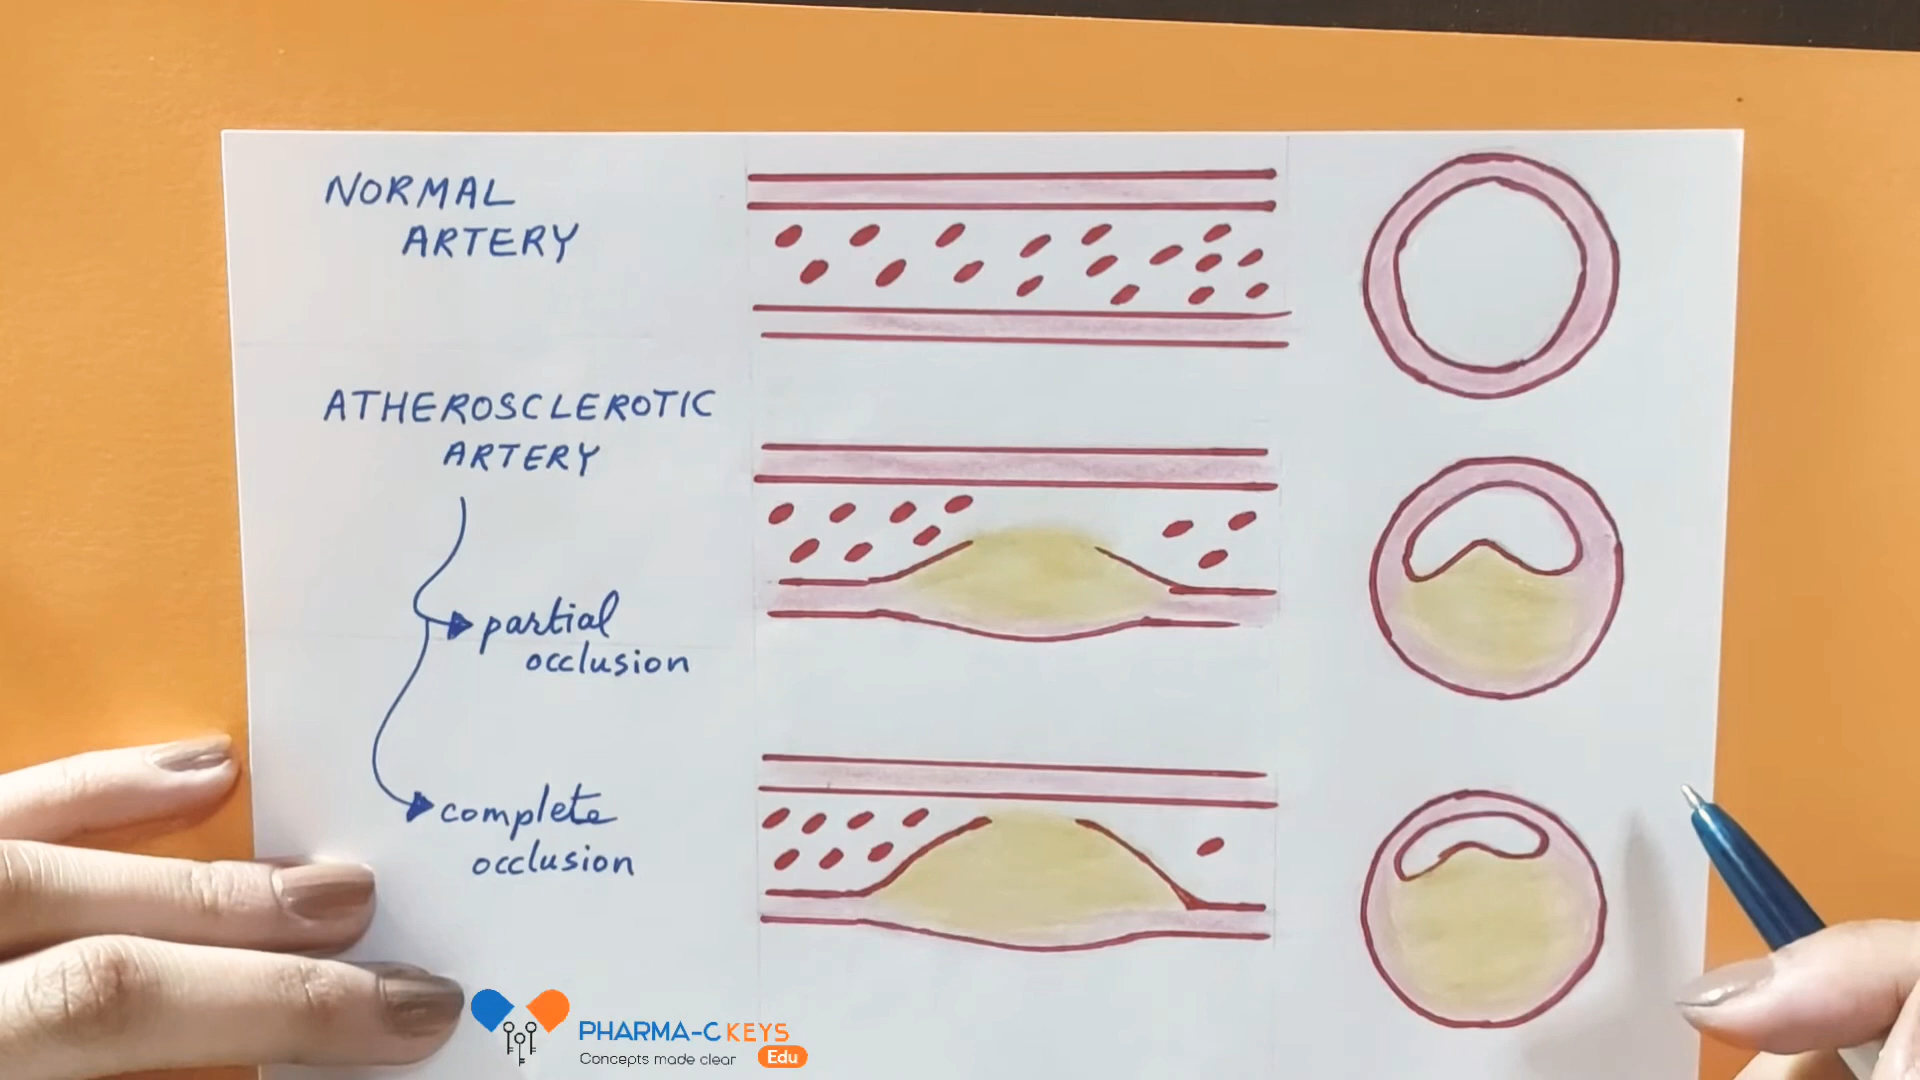 NORMAL
ARTERY
ATHEROSCLEROTIC
ARTERY
partial
occlusion
complete
occlusion
PHARMA-C KEYS
Concepts made clear Edu